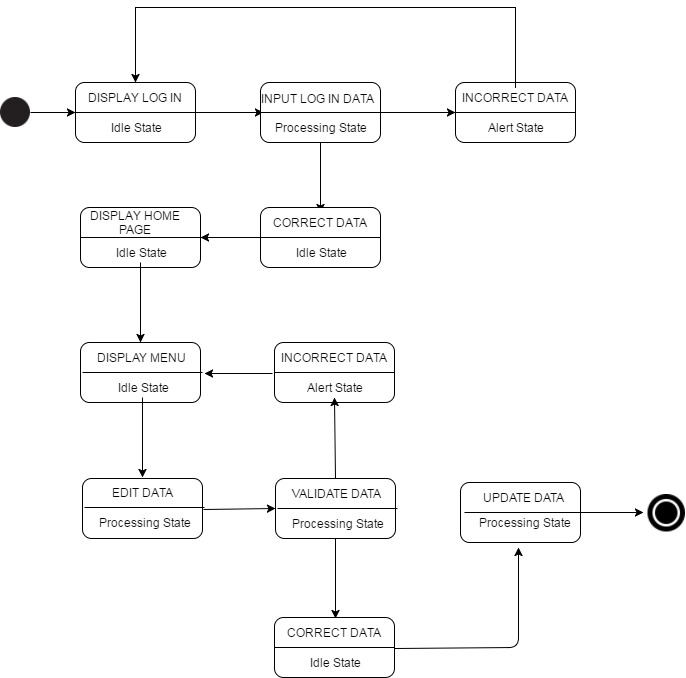 DISPLAY LOG IN
Idle State
INPUT LOG IN DATA
Processing State
INCORRECT DATA
Alert State
DISPLAY HOME
PAGE
Idle State
CORRECT DATA
Idle State
DISPLAY MENU
Idle State
INCORRECT DATA
Alert State
EDIT DATA
Processing State
VALIDATE DATA
Processing State
UPDATE DATA
Processing State
CORRECT DATA
Idle State